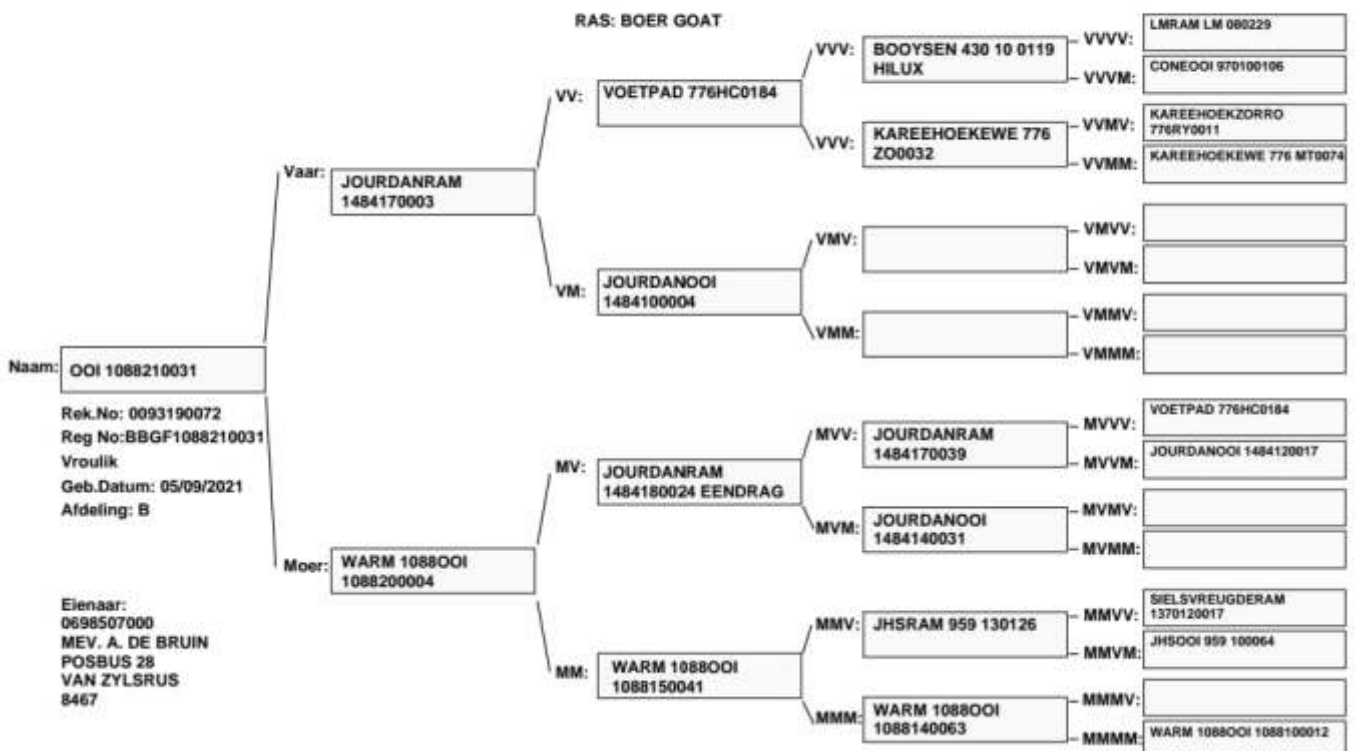 RAS: BOER GOAT
Naam:
OOI 1088210031
Rek.No: 0093190072
Reg No:BBGF1088210031
Vroulik
Geb.Datum: 05/09/2021
Afdeling: B
Eienaar:
0698507000
MEV. A. DE BRUIN
POSBUS 28
VAN ZYLSRUS
8467
Vaar:
JOURDANRAM
1484170003
Moer:
WARM 1088OOI
1088200004
VV:
VOETPAD 776HC0184
VM:
JOURDANOOI
1484100004
MV:
JOURDANRAM
1484180024 EENDRAG
MM:
WARM 1088OOI
1088150041
VVV:
BOOYSEN 430 10 0119
HILUX
VVV:
KAREEHOEKEWE 776
ZO0032
VMV:
VMM:
MVV:
JOURDANRAM
1484170039
MVM:
JOURDANOOI
1484140031
MMV:
JHSRAM 959 130126
MMM:
WARM 1088OOI
1088140063
VVVV:
LMRAM LM 080229
VVVM:
CONEOOI 970100106
VVMV:
KAREEHOEKZORRO
776RY0011
VVMM:
KAREEHOEKEWE 776 MT0074
VMVV:
VMVM:
VMMV:
VMMM:
MVVV:
VOETPAD 776HC0184
MVVM:
JOURDANOOI 1484120017
MVMV:
MVMM:
MMVV:
SIELSVREUGDERAM
1370120017
MMVM:
JHSOOI 959 100064
MMMV:
MMMM:
WARM 1088OOI 1088100012